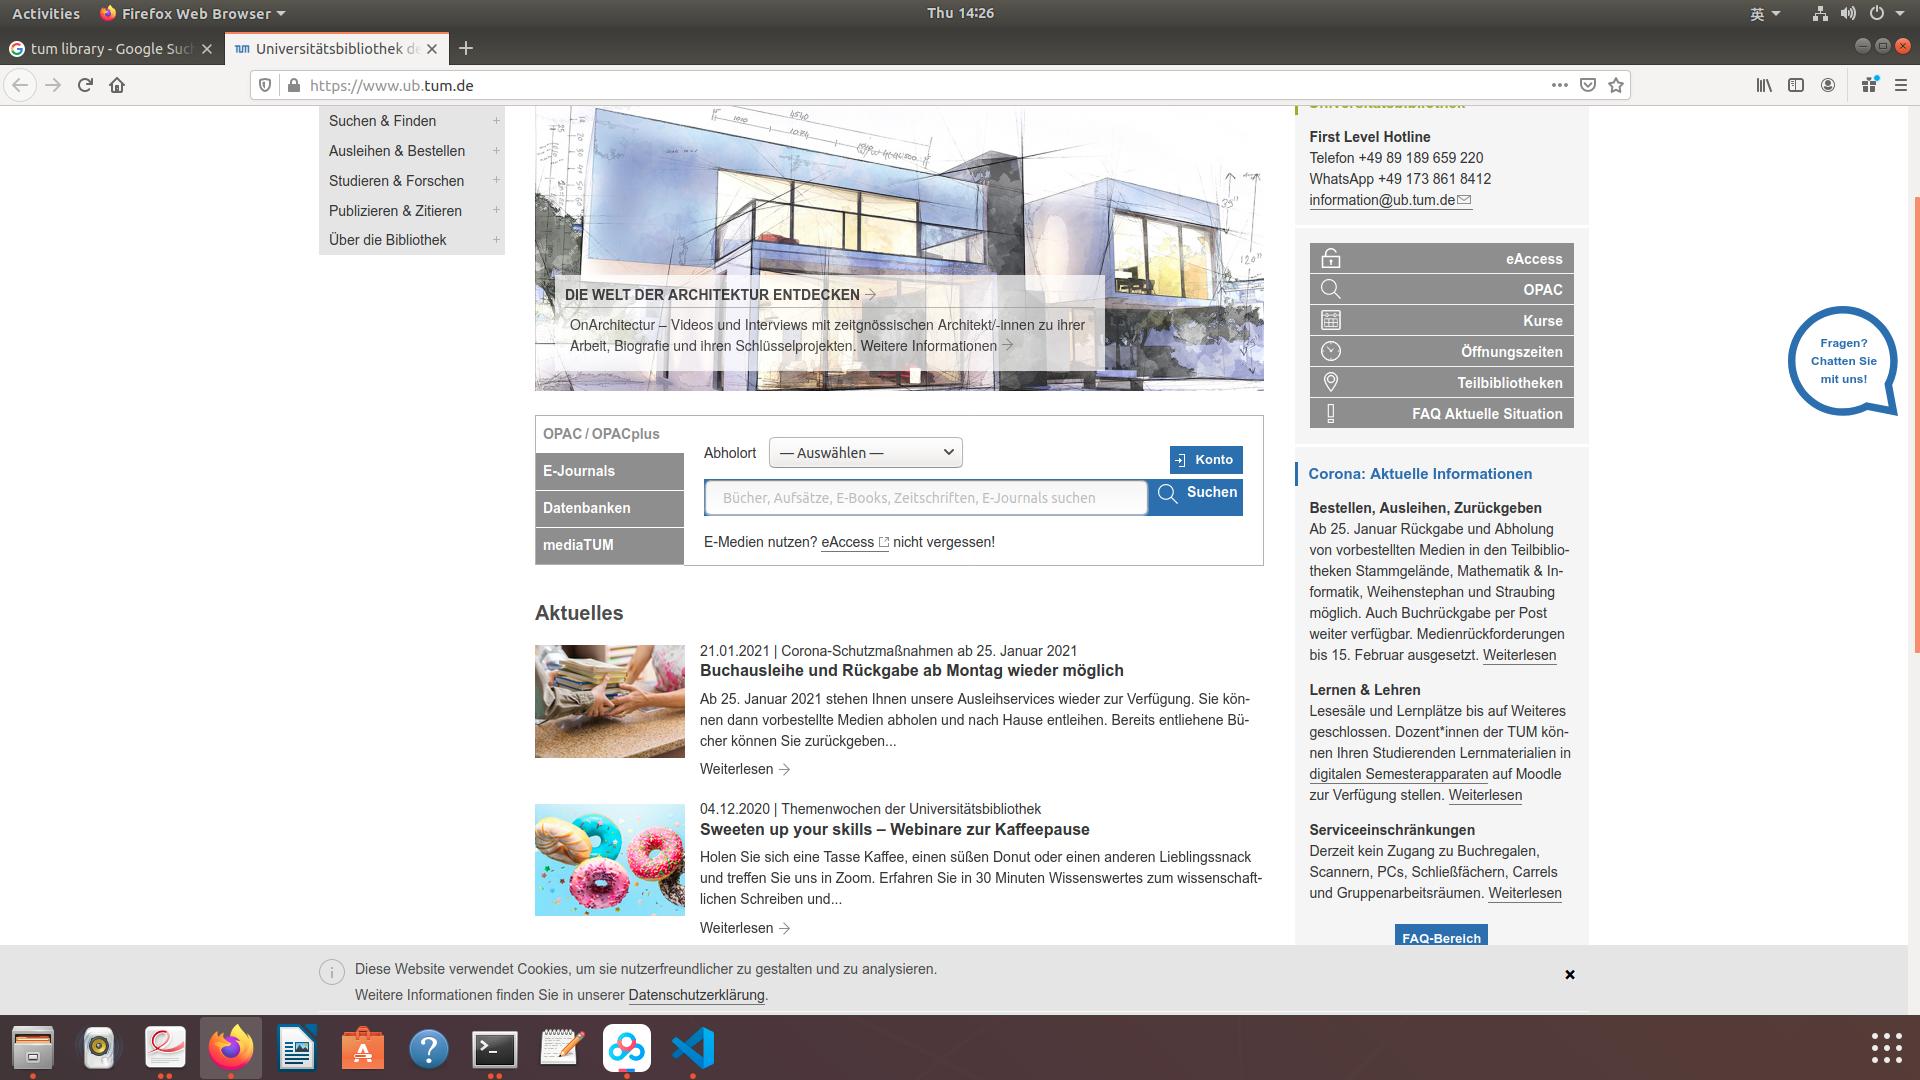 Activities
Firefox Web Browser
Thu 14:26
英
tum library - Google Suc
Universitätsbibliothek de
https://www.ub.tum.de
Suchen & Finden +
Ausleihen & Bestellen +
Studieren & Forschen +
Publizieren & Zitieren +
Über die Bibliothek +
DIE WELT DER ARCHITEKTUR ENTDECKEN
OnArchitectur – Videos und Interviews mit zeitgnössischen Architekt/-innen zu ihrer
Arbeit, Biografie und ihren Schlüsselprojekten. Weitere Informationen
OPAC / OPACplus
E-Journals
Datenbanken
mediaTUM
Abholort
— Auswählen —
Konto
Bücher, Aufsätze, E-Books, Zeitschriften, E-Journals suchen
Suchen
E-Medien nutzen? eAccess nicht vergessen!
Aktuelles
21.01.2021 | Corona-Schutzmaßnahmen ab 25. Januar 2021
Buchausleihe und Rückgabe ab Montag wieder möglich
Ab 25. Januar 2021 stehen Ihnen unsere Ausleihservices wieder zur Verfügung. Sie kön-
nen dann vorbestellte Medien abholen und nach Hause entleihen. Bereits entliehene Bü-
cher können Sie zurückgeben...
Weiterlesen
04.12.2020 | Themenwochen der Universitätsbibliothek
Sweeten up your skills – Webinare zur Kaffeepause
Holen Sie sich eine Tasse Kaffee, einen süßen Donut oder einen anderen Lieblingssnack
und treffen Sie uns in Zoom. Erfahren Sie in 30 Minuten Wissenswertes zum wissenschaft-
lichen Schreiben und...
Weiterlesen
Universitätsbibliothek
First Level Hotline
Telefon +49 89 189 659 220
WhatsApp +49 173 861 8412
information@ub.tum.de
eAccess
OPAC
Kurse
Öffnungszeiten
Teilbibliotheken
FAQ Aktuelle Situation
Corona: Aktuelle Informationen
Bestellen, Ausleihen, Zurückgeben
Ab 25. Januar Rückgabe und Abholung
von vorbestellten Medien in den Teilbiblio-
theken Stammgelände, Mathematik & In-
formatik, Weihenstephan und Straubing
möglich. Auch Buchrückgabe per Post
weiter verfügbar. Medienrückforderungen
bis 15. Februar ausgesetzt. Weiterlesen
Lernen & Lehren
Lesesäle und Lernplätze bis auf Weiteres
geschlossen. Dozent*innen der TUM kön-
nen Ihren Studierenden Lernmaterialien in
digitalen Semesterapparaten auf Moodle
zur Verfügung stellen. Weiterlesen
Serviceeinschränkungen
Derzeit kein Zugang zu Buchregalen,
Scannern, PCs, Schließfächern, Carrels
und Gruppenarbeitsräumen. Weiterlesen
FAQ-Bereich
Fragen?
Chatten Sie
mit uns!
Diese Website verwendet Cookies, um sie nutzerfreundlicher zu gestalten und zu analysieren.
Weitere Informationen finden Sie in unserer Datenschutzerklärung.